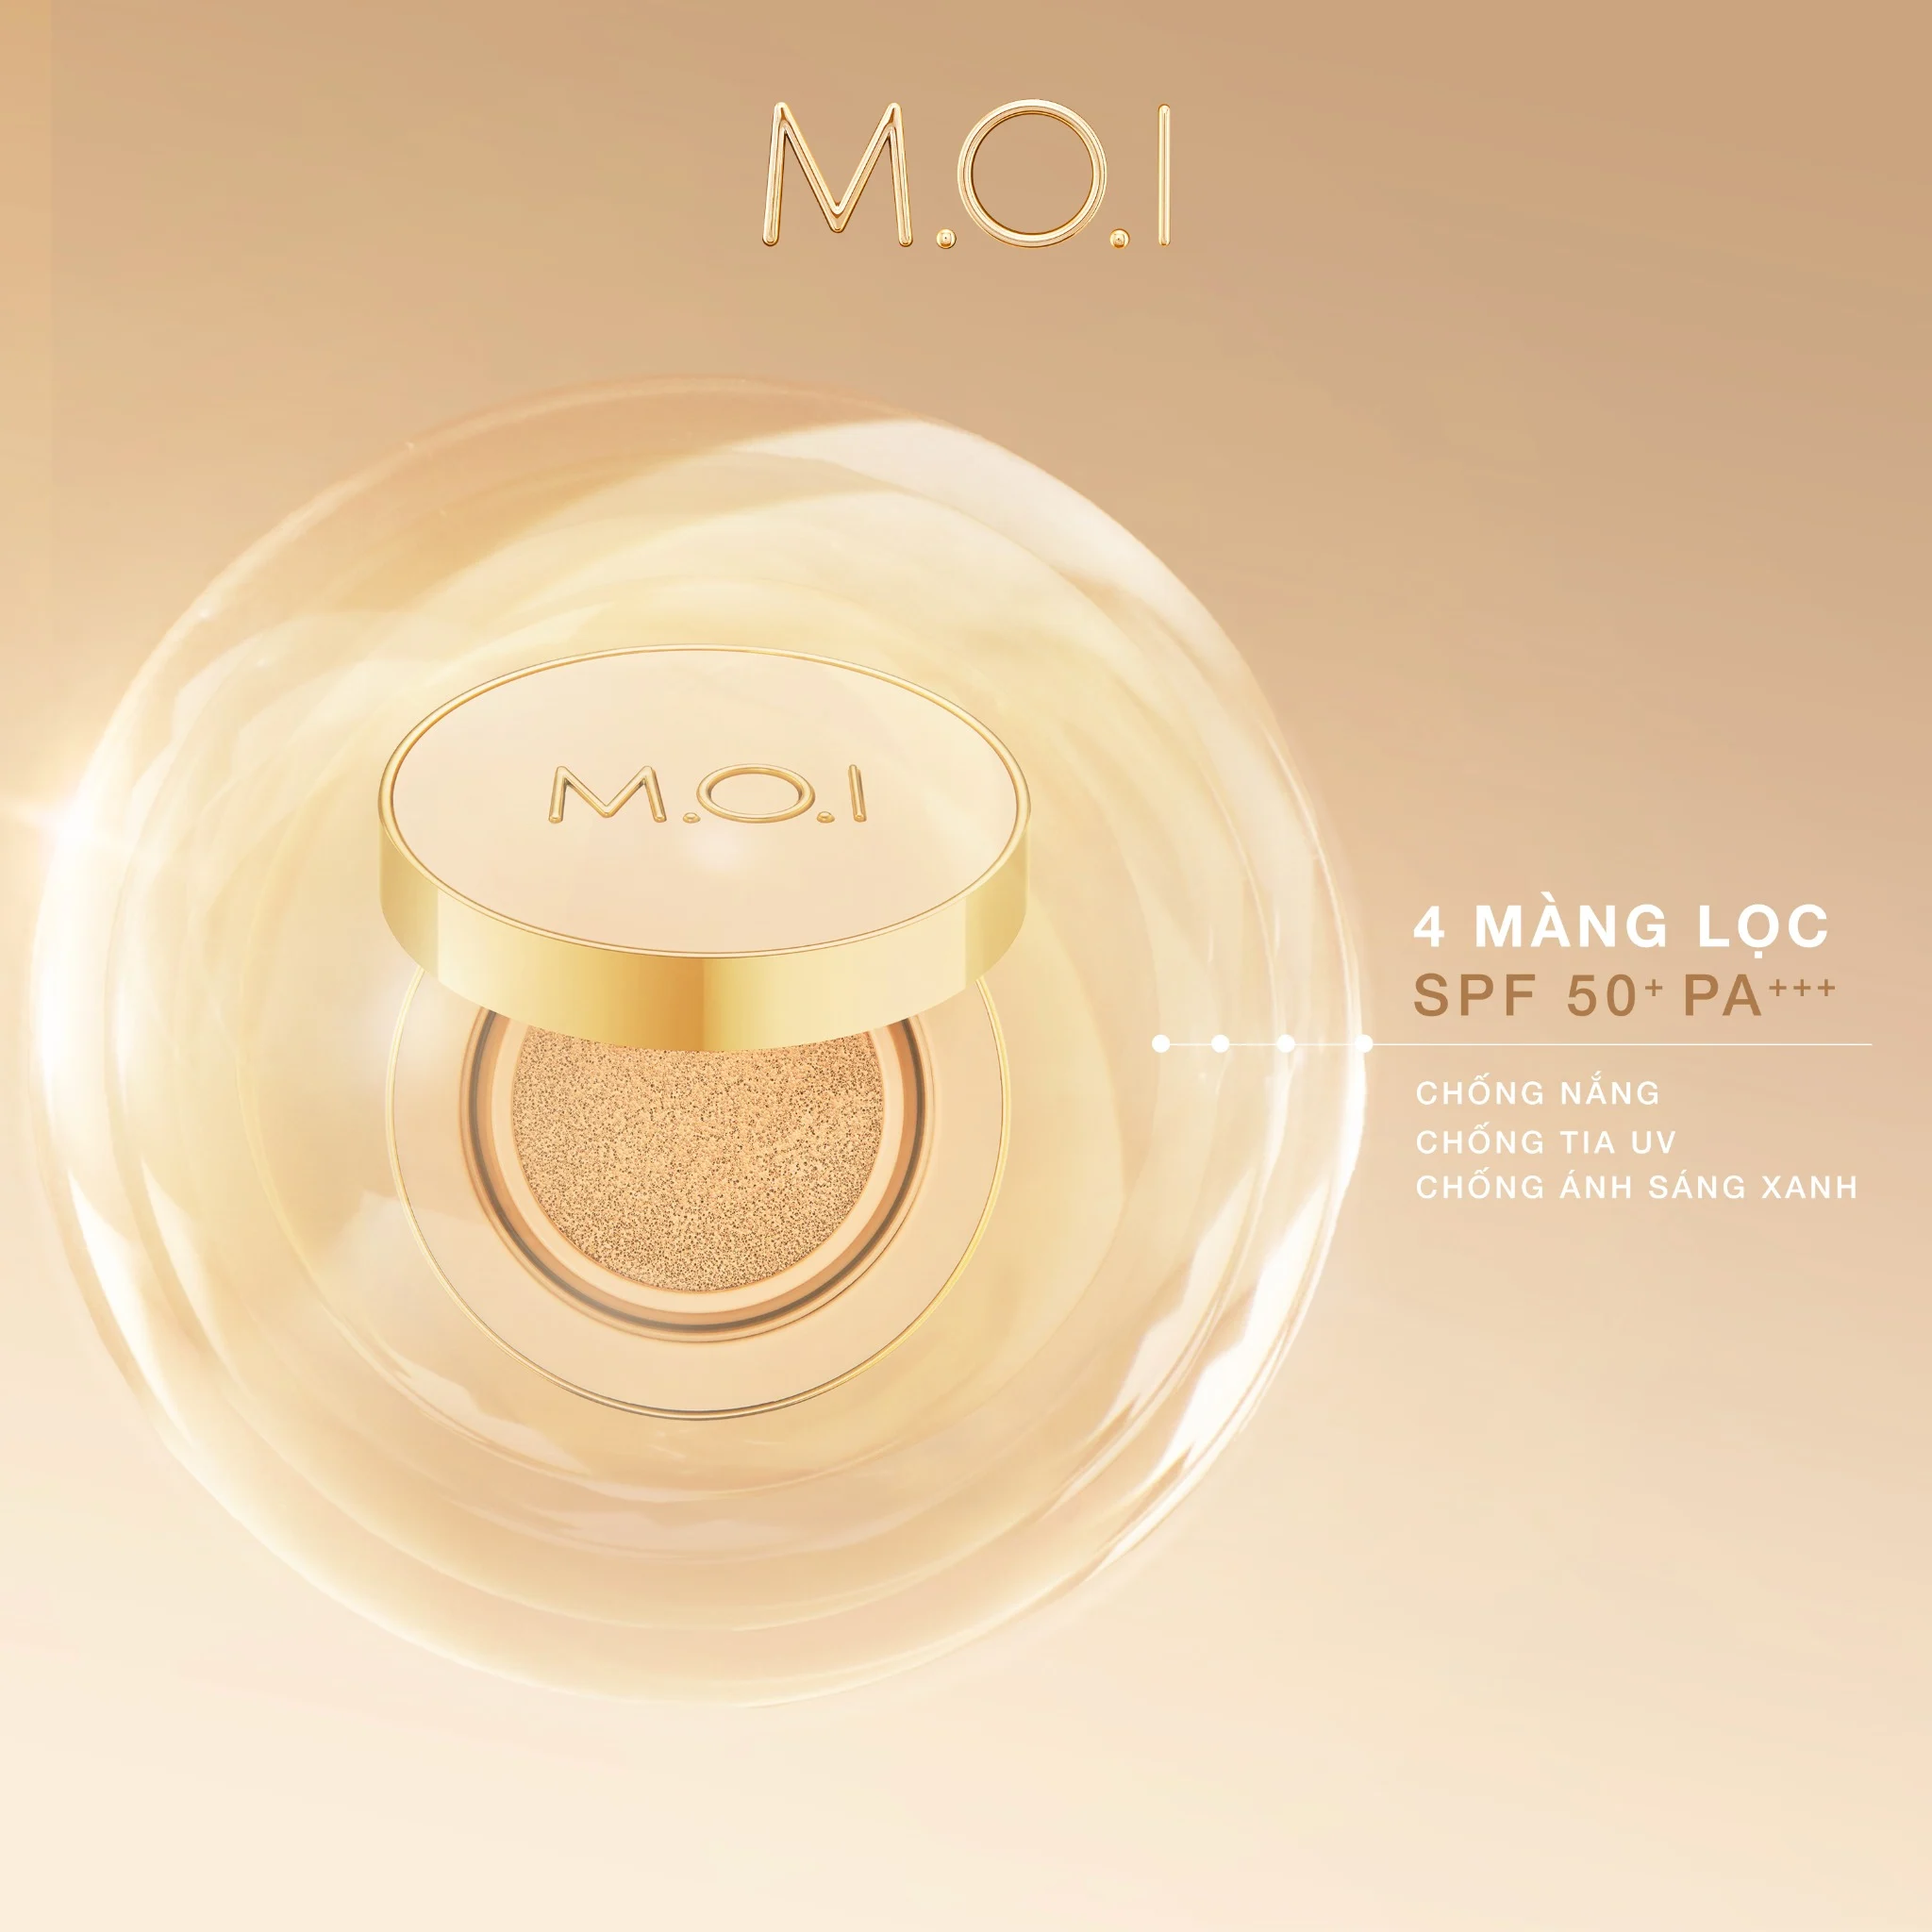 M.O.I
M.O.I
4 MÀNG LỌC
SPF 50⁺ PA⁺⁺⁺
CHỐNG NẮNG
CHỐNG TIA UV
CHỐNG ÁNH SÁNG XANH